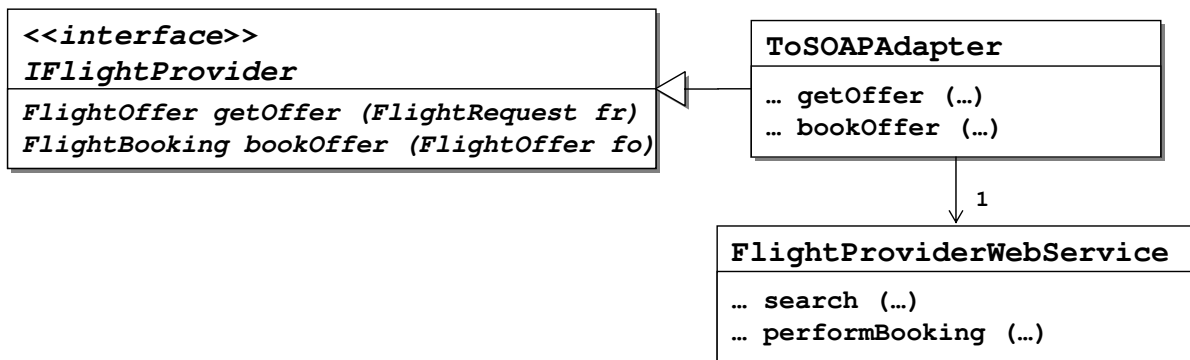 <<interface>>
IFlightProvider
FlightOffer getOffer (FlightRequest fr)
FlightBooking bookOffer (FlightOffer fo)
ToSOAPAdapter
… getOffer (…)
… bookOffer (…)
1
FlightProviderWebService
… search (…)
… performBooking (…)